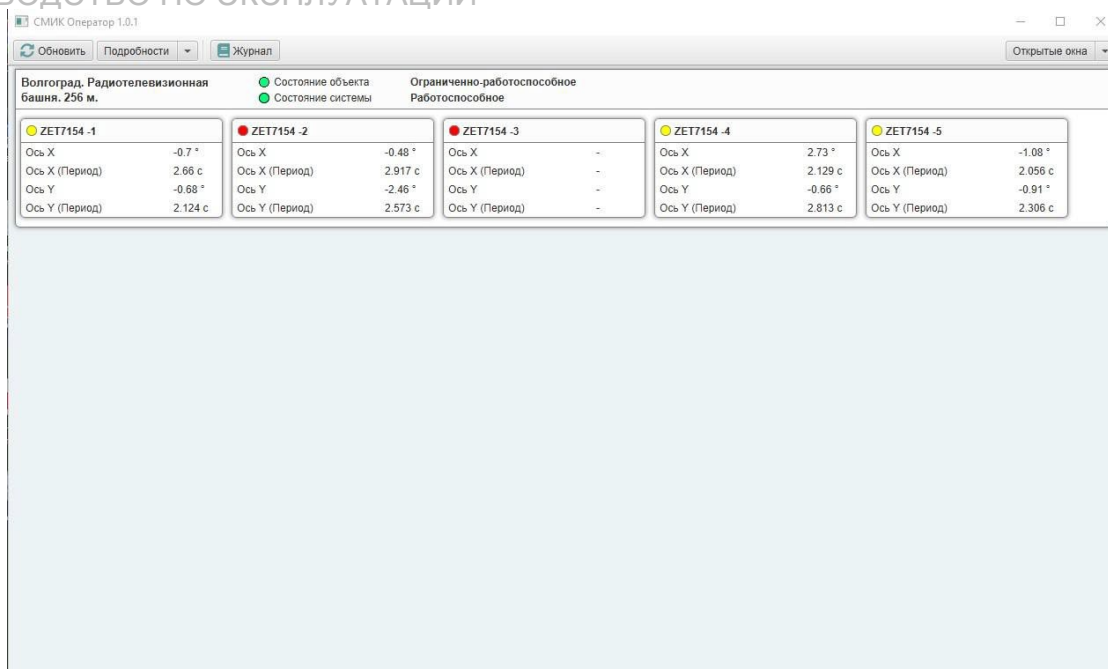 ВОДСТВО ПО ЭКСПЛУАТАЦИИ
СМИК Оператор 1.0.1
Обновить Подробности Журнал Открытые окна
Волгоград. Радиотелевизионная
башня. 256 м.
Состояние объекта Ограниченно-работоспособное
Состояние системы Работоспособное
ZET7154 -1
Ось X -0.7 °
Ось X (Период) 2.66 с
Ось Y -0.68 °
Ось Y (Период) 2.124 с
ZET7154 -2
Ось X -0.48 °
Ось X (Период) 2.917 с
Ось Y -2.46 °
Ось Y (Период) 2.573 с
ZET7154 -3
Ось X -
Ось X (Период) -
Ось Y -
Ось Y (Период) -
ZET7154 -4
Ось X 2.73 °
Ось X (Период) 2.129 с
Ось Y -0.66 °
Ось Y (Период) 2.813 с
ZET7154 -5
Ось X -1.08 °
Ось X (Период) 2.056 с
Ось Y -0.91 °
Ось Y (Период) 2.306 с